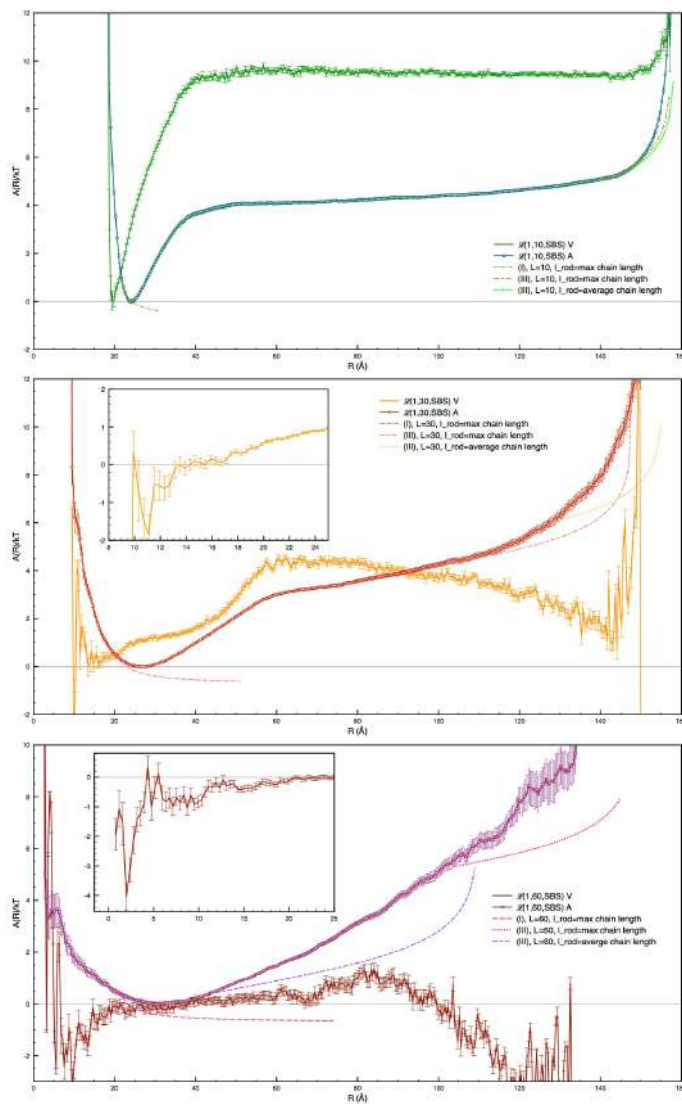 12
10
8
6
4
2
0
-2
A(R)/kT
ℒ(1,10,SBS) V
ℒ(1,10,SBS) A
(I), L=10, l_rod=max chain length
(III), L=10, l_rod=max chain length
(III), L=10, l_rod=average chain length
0 20 40 60 80 100 120 140 160
R (Å)
12
10
8
6
4
2
0
-2
A(R)/kT
2
1
0
-1
-2
8 10 12 14 16 18 20 22 24
ℒ(1,30,SBS) V
ℒ(1,30,SBS) A
(I), L=30, l_rod=max chain length
(III), L=30, l_rod=max chain length
(III), L=30, l_rod=average chain length
0 20 40 60 80 100 120 140 160
R (Å)
10
8
6
4
2
0
-2
A(R)/kT
0
-1
-2
-3
-4
0 5 10 15 20 25
ℒ(1,60,SBS) V
ℒ(1,60,SBS) A
(I), L=60, l_rod=max chain length
(III), L=60, l_rod=max chain length
(III), L=60, l_rod=averge chain length
0 20 40 60 80 100 120 140 160
R (Å)